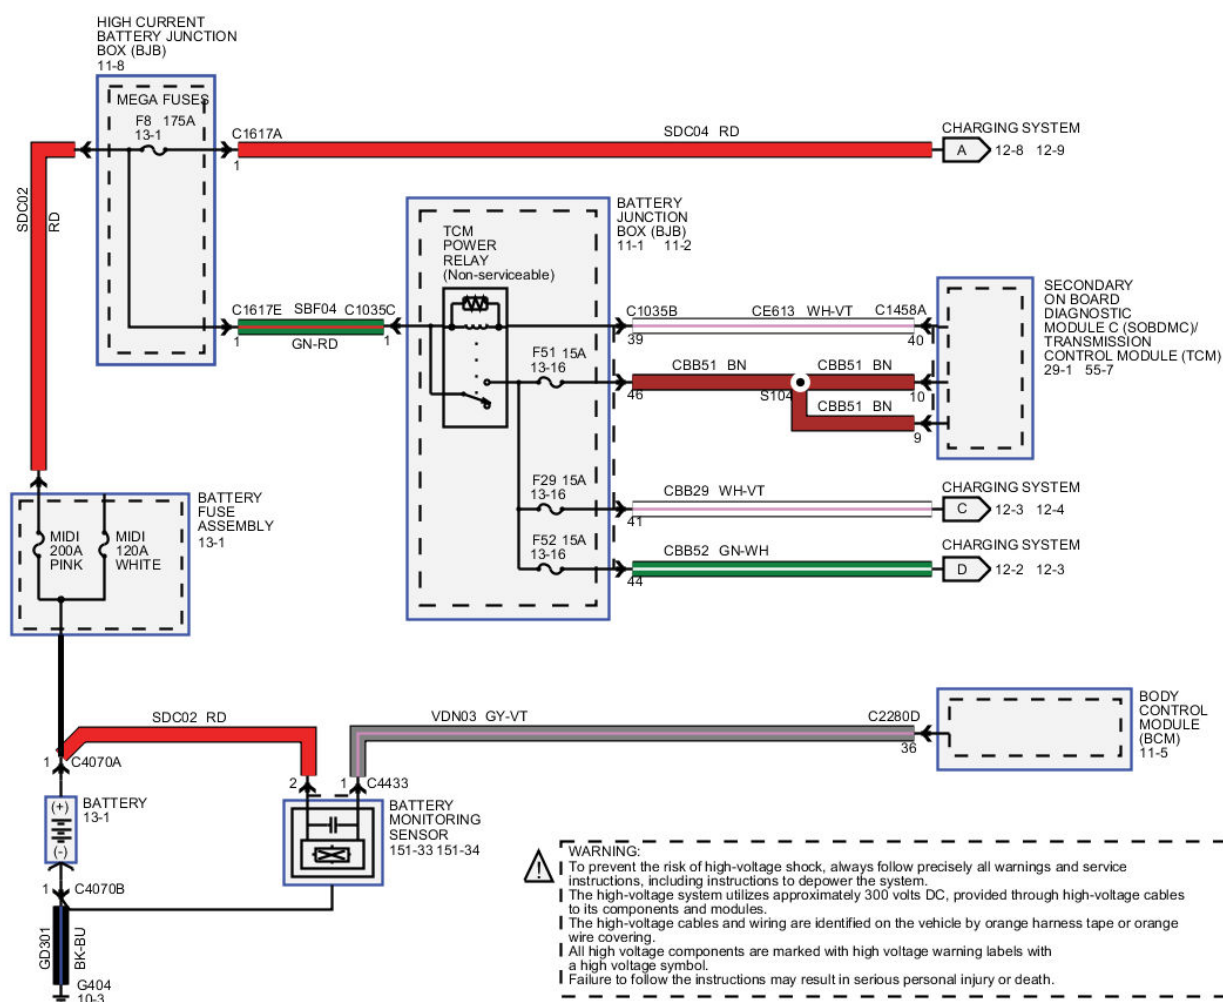 HIGH CURRENT
BATTERY JUNCTION
BOX (BJB)
11-8
MEGA FUSES
F8 175A
13-1
C1617A
1
SDC04 RD
CHARGING SYSTEM
A
12-8 12-9
SDC02
RD
BATTERY
JUNCTION
BOX (BJB)
11-1 11-2
TCM
POWER
RELAY
(Non-serviceable)
C1617E
1
SBF04
GN-RD
C1035C
1
C1035B
39
CE613 WH-VT
C1458A
40
SECONDARY
ON BOARD
DIAGNOSTIC
MODULE C (SOBDMC)/
TRANSMISSION
CONTROL MODULE (TCM)
29-1 55-7
F51 15A
13-16
46
CBB51 BN
S104
CBB51 BN
10
CBB51 BN
9
F29 15A
13-16
41
CBB29 WH-VT
CHARGING SYSTEM
C
12-3 12-4
F52 15A
13-16
44
CBB52 GN-WH
CHARGING SYSTEM
D
12-2 12-3
BATTERY
FUSE
ASSEMBLY
13-1
MIDI
200A
PINK
MIDI
120A
WHITE
SDC02 RD
1
C4070A
2
1
C4433
VDN03 GY-VT
C2280D
36
BODY
CONTROL
MODULE
(BCM)
11-5
(+)
(-)
BATTERY
13-1
BATTERY
MONITORING
SENSOR
151-33 151-34
1
C4070B
GD301
BK-BU
G404
10-3
!
WARNING:
To prevent the risk of high-voltage shock, always follow precisely all warnings and service
instructions, including instructions to depower the system.
The high-voltage system utilizes approximately 300 volts DC, provided through high-voltage cables
to its components and modules.
The high-voltage cables and wiring are identified on the vehicle by orange harness tape or orange
wire covering.
All high voltage components are marked with high voltage warning labels with
a high voltage symbol.
Failure to follow the instructions may result in serious personal injury or death.